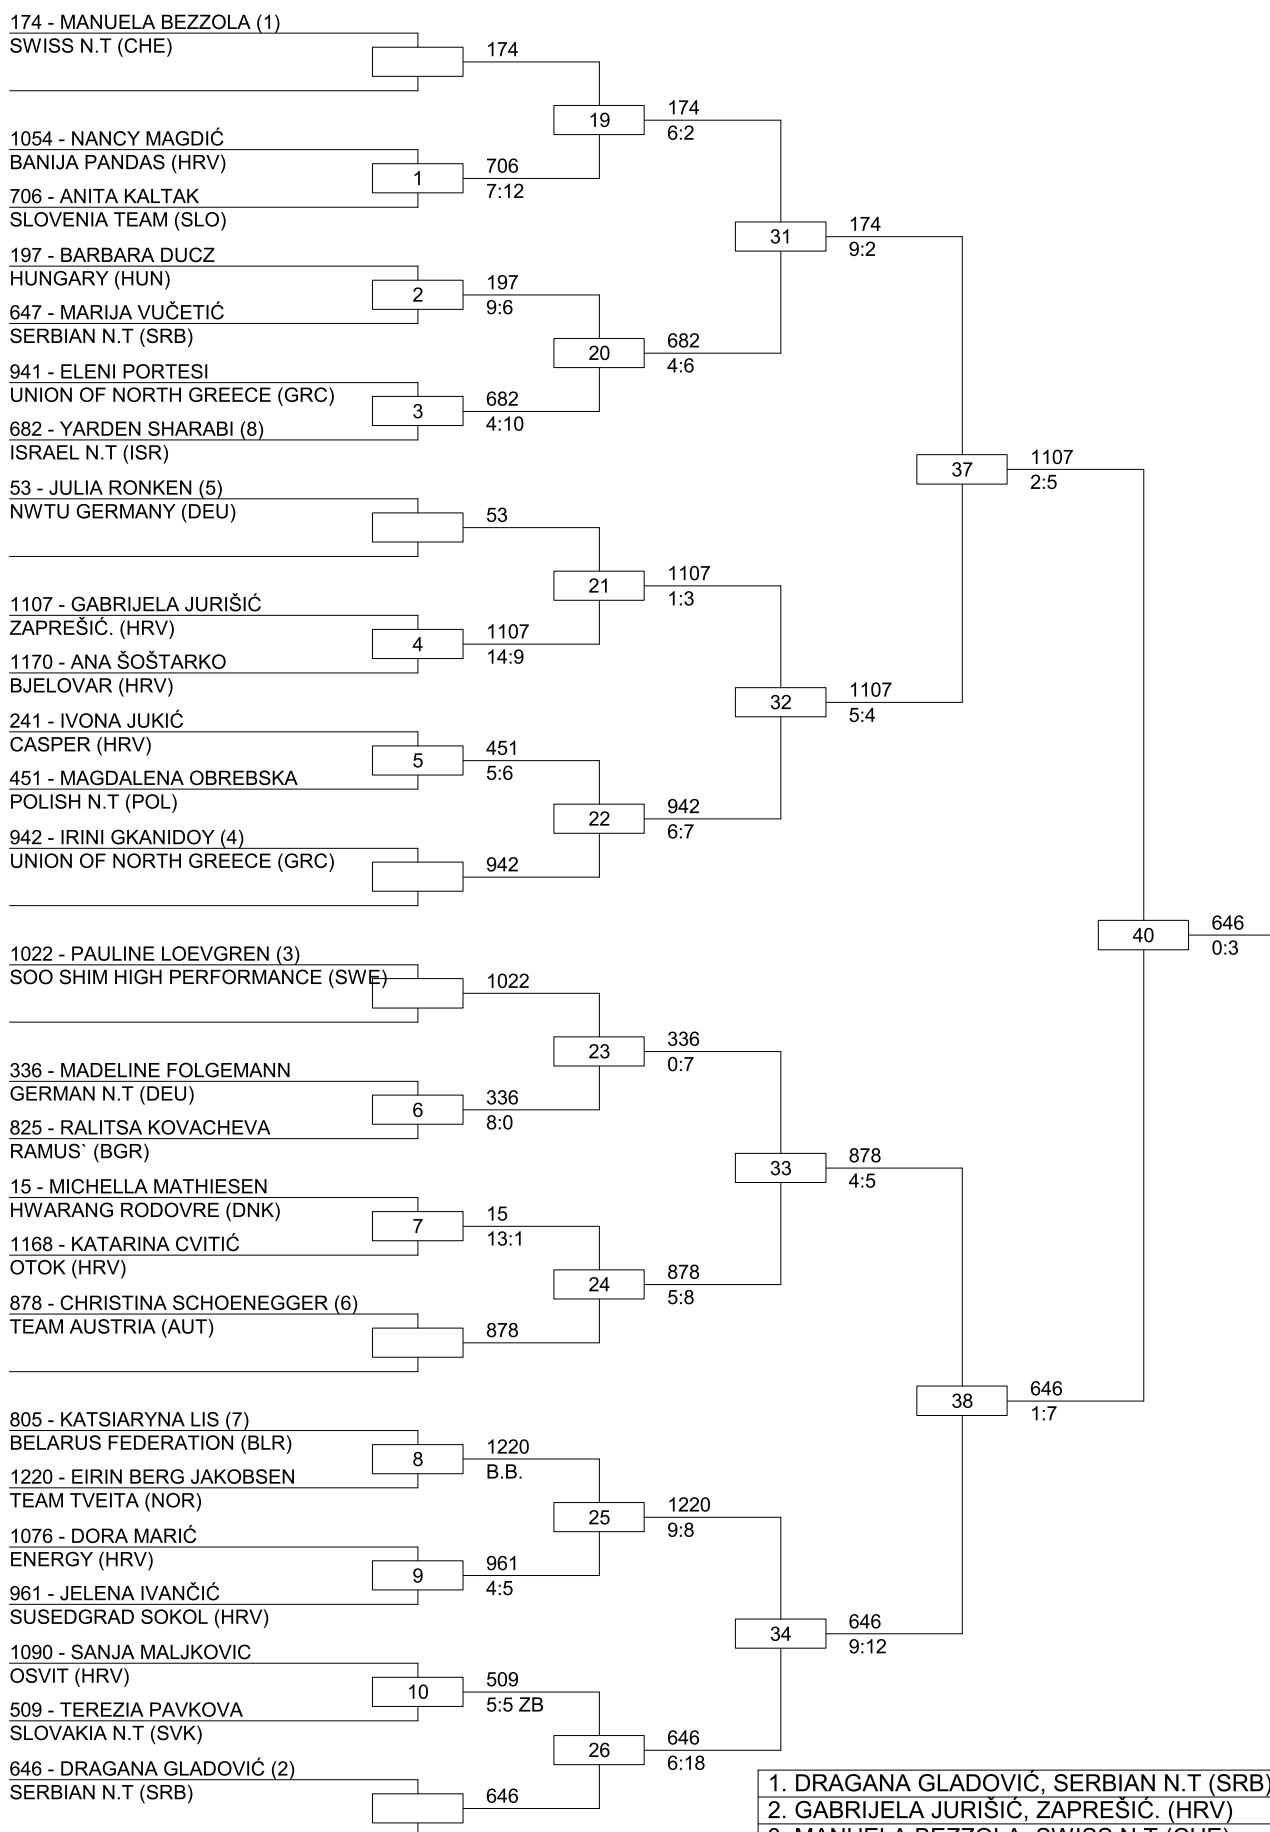 174 - MANUELA BEZZOLA (1)
SWISS N.T (CHE)
174
19
174
6:2
1054 - NANCY MAGDIĆ
BANIJA PANDAS (HRV)
1
706
7:12
706 - ANITA KALTAK
SLOVENIA TEAM (SLO)
31
174
9:2
197 - BARBARA DUCZ
HUNGARY (HUN)
2
197
9:6
647 - MARIJA VUČETIĆ
SERBIAN N.T (SRB)
20
682
4:6
941 - ELENI PORTESI
UNION OF NORTH GREECE (GRC)
3
682
4:10
682 - YARDEN SHARABI (8)
ISRAEL N.T (ISR)
37
1107
2:5
53 - JULIA RONKEN (5)
NWTU GERMANY (DEU)
53
21
1107
1:3
1107 - GABRIJELA JURIŠIĆ
ZAPREŠIĆ. (HRV)
4
1107
14:9
1170 - ANA ŠOŠTARKO
BJELOVAR (HRV)
32
1107
5:4
241 - IVONA JUKIĆ
CASPER (HRV)
5
451
5:6
451 - MAGDALENA OBREBSKA
POLISH N.T (POL)
22
942
6:7
942 - IRINI GKANIDOY (4)
UNION OF NORTH GREECE (GRC)
942
40
646
0:3
1022 - PAULINE LOEVGREN (3)
SOO SHIM HIGH PERFORMANCE (SWE)
1022
23
336
0:7
336 - MADELINE FOLGEMANN
GERMAN N.T (DEU)
6
336
8:0
825 - RALITSA KOVACHEVA
RAMUS` (BGR)
33
878
4:5
15 - MICHELLA MATHIESEN
HWARANG RODOVRE (DNK)
7
15
13:1
1168 - KATARINA CVITIĆ
OTOK (HRV)
24
878
5:8
878 - CHRISTINA SCHOENEGGER (6)
TEAM AUSTRIA (AUT)
878
38
646
1:7
805 - KATSIARYNA LIS (7)
BELARUS FEDERATION (BLR)
8
1220
B.B.
1220 - EIRIN BERG JAKOBSEN
TEAM TVEITA (NOR)
25
1220
9:8
1076 - DORA MARIĆ
ENERGY (HRV)
9
961
4:5
961 - JELENA IVANČIĆ
SUSEDGRAD SOKOL (HRV)
34
646
9:12
1090 - SANJA MALJKOVIC
OSVIT (HRV)
10
509
5:5 ZB
509 - TEREZIA PAVKOVA
SLOVAKIA N.T (SVK)
26
646
6:18
646 - DRAGANA GLADOVIĆ (2)
SERBIAN N.T (SRB)
646
1. DRAGANA GLADOVIĆ, SERBIAN N.T (SRB)
2. GABRIJELA JURIŠIĆ, ZAPREŠIĆ. (HRV)
MANUELA BEZZOLA, SWISS N.T (CHE)